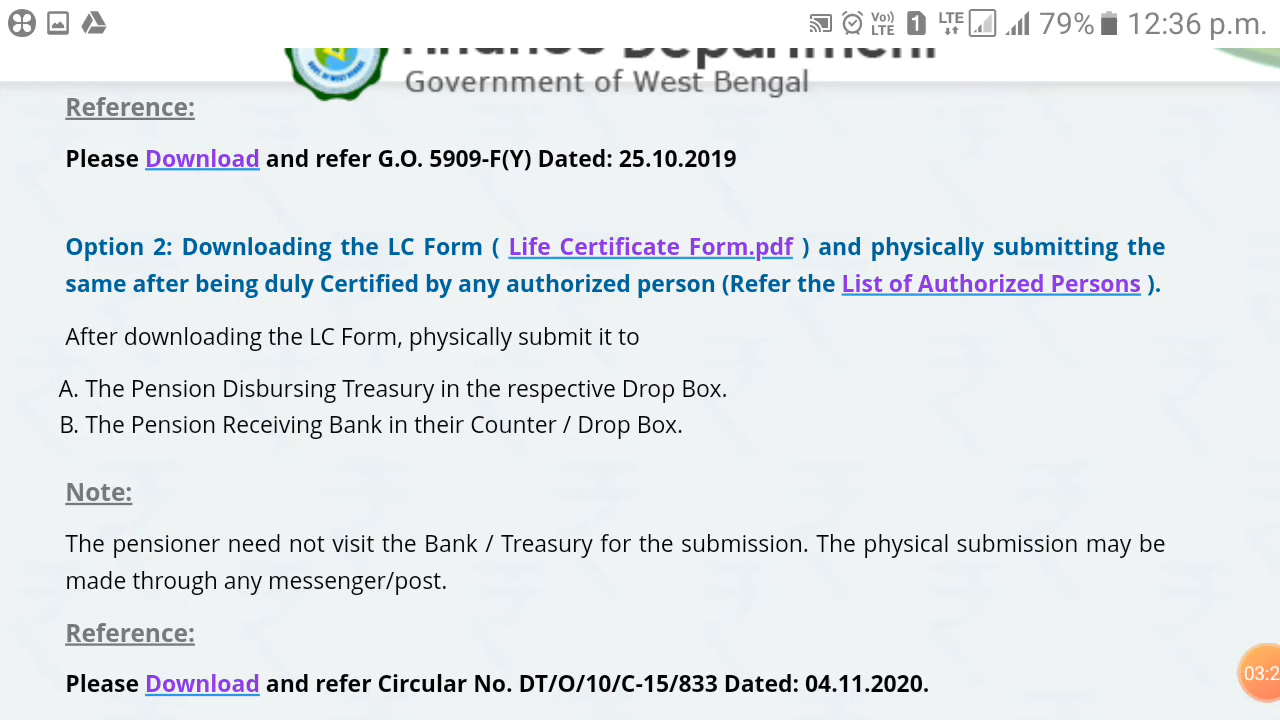 79% 12:36 p.m.
Finance Department
Government of West Bengal
Reference:
Please Download and refer G.O. 5909-F(Y) Dated: 25.10.2019
Option 2: Downloading the LC Form ( Life Certificate Form.pdf ) and physically submitting the
same after being duly Certified by any authorized person (Refer the List of Authorized Persons ).
After downloading the LC Form, physically submit it to
A. The Pension Disbursing Treasury in the respective Drop Box.
B. The Pension Receiving Bank in their Counter / Drop Box.
Note:
The pensioner need not visit the Bank / Treasury for the submission. The physical submission may be
made through any messenger/post.
Reference:
03:2
Please Download and refer Circular No. DT/O/10/C-15/833 Dated: 04.11.2020.